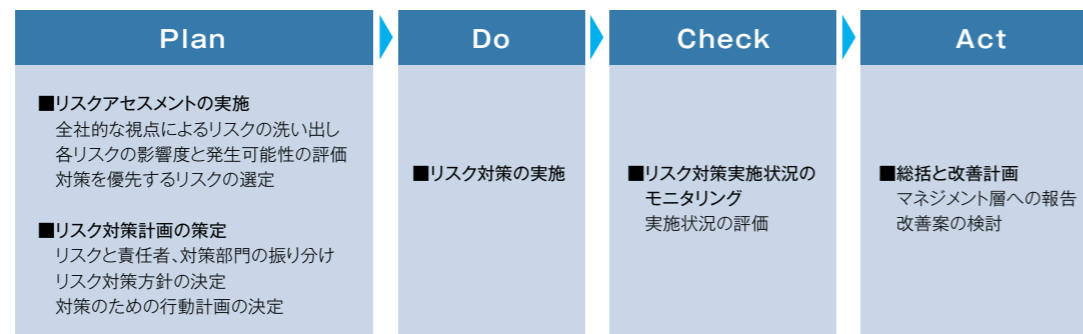 Plan
■リスクアセスメントの実施
全社的な視点によるリスクの洗い出し
各リスクの影響度と発生可能性の評価
対策を優先するリスクの選定
■リスク対策計画の策定
リスクと責任者、対策部門の振り分け
リスク対策方針の決定
対策のための行動計画の決定
Do
■リスク対策の実施
Check
■リスク対策実施状況の
モニタリング
実施状況の評価
Act
■総括と改善計画
マネジメント層への報告
改善案の検討